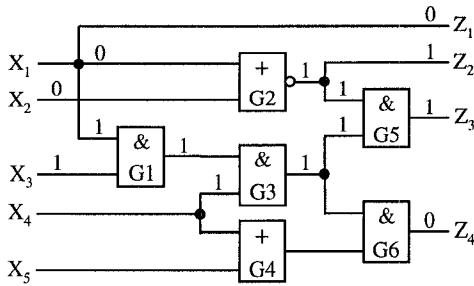 0 Z1
X1 0 + 1 1 Z2
X2 0 G2 1 &
1 & 1 G5 1 Z3
X3 1 G1 1 & 1
X4 1 G3
+ & 0 Z4
X5 G4 G6